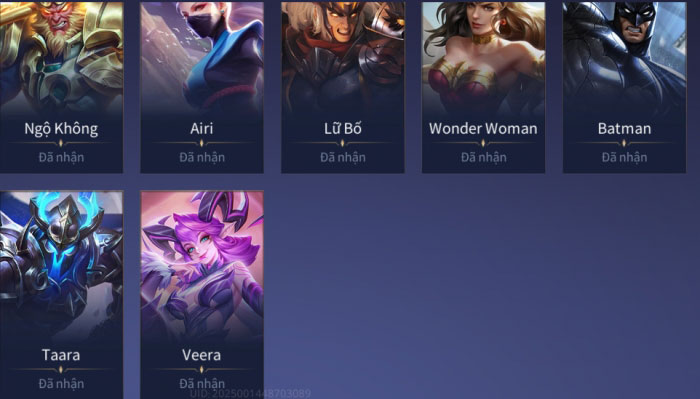 Ngộ Không
Airi
Lữ Bố
Wonder Woman
Batman
Đã nhận
Đã nhận
Đã nhận
Đã nhận
Đã nhận
Taara
Veera
Đã nhận
Đã nhận
UID: 2025001448703089